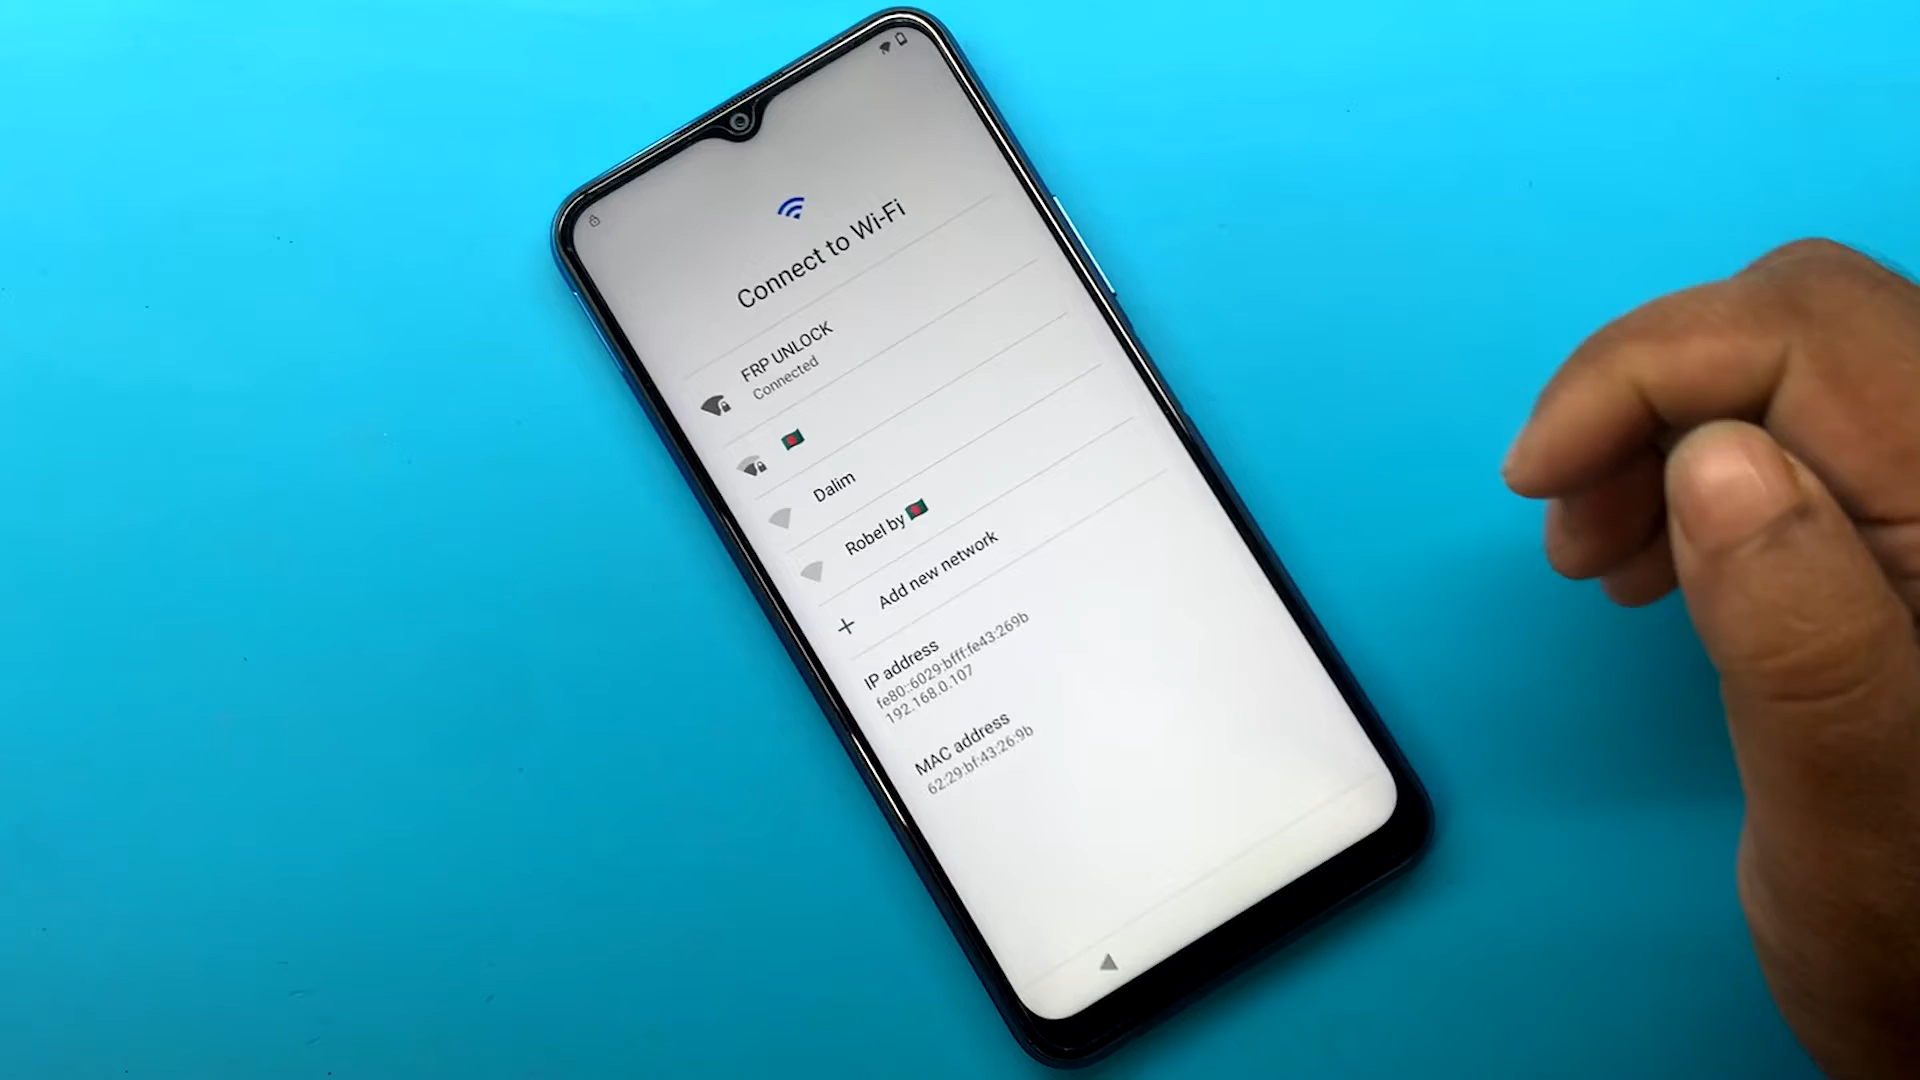 Connect to Wi-Fi
FRP UNLOCK
Connected
Dalim
Robel by
Add new network
IP address
fe80::6029:bfff:fe43:269b
192.168.0.107
MAC address
62:29:bf:43:26:9b